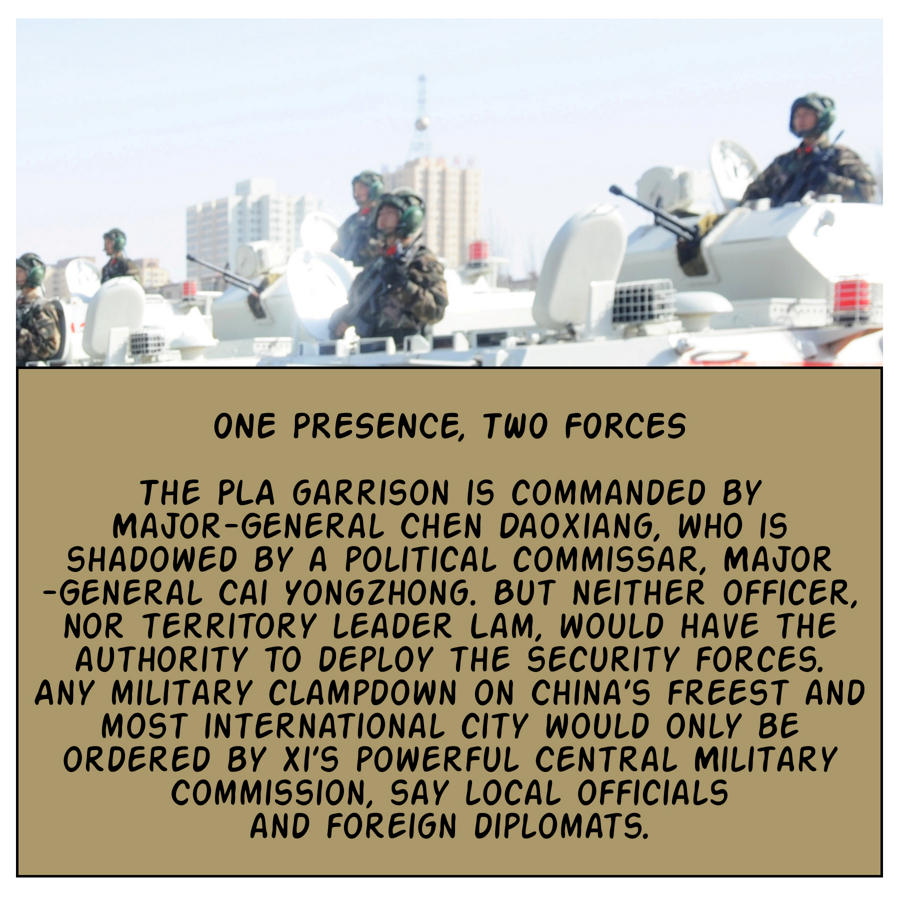 ONE PRESENCE, TWO FORCES
THE PLA GARRISON IS COMMANDED BY
MAJOR-GENERAL CHEN DAOXIANG, WHO IS
SHADOWED BY A POLITICAL COMMISSAR, MAJOR
-GENERAL CAI YONGZHONG. BUT NEITHER OFFICER,
NOR TERRITORY LEADER LAM, WOULD HAVE THE
AUTHORITY TO DEPLOY THE SECURITY FORCES.
ANY MILITARY CLAMPDOWN ON CHINA'S FREEST AND
MOST INTERNATIONAL CITY WOULD ONLY BE
ORDERED BY XI'S POWERFUL CENTRAL MILITARY
COMMISSION, SAY LOCAL OFFICIALS
AND FOREIGN DIPLOMATS.